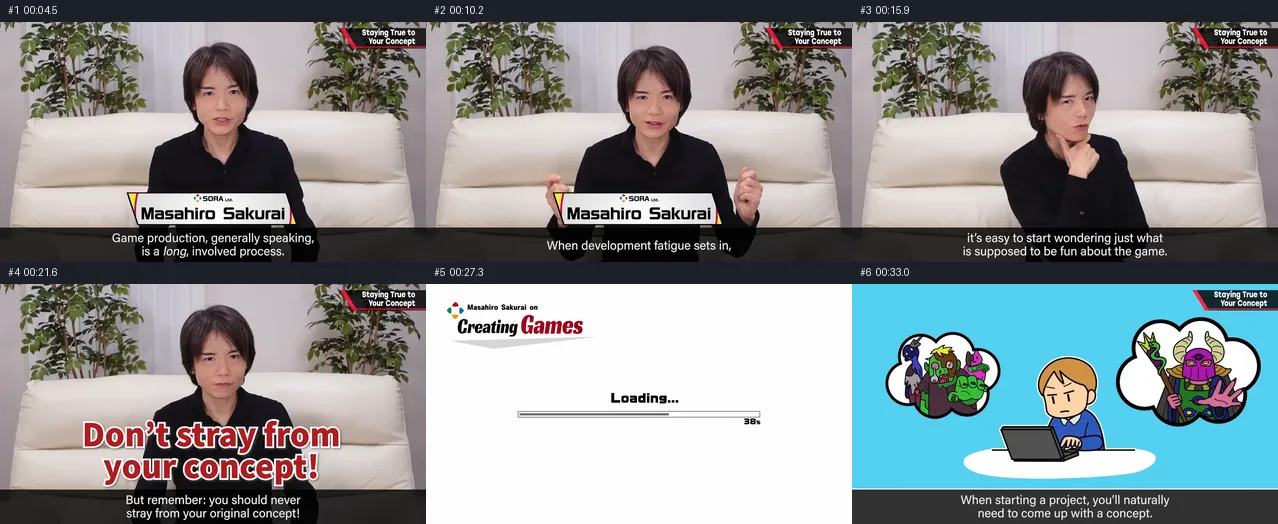 #1 00:04.5
Staying True to
Your Concept
SORA Ltd.
Masahiro Sakurai
Game production, generally speaking,
is a long, involved process.
#2 00:10.2
Staying True to
Your Concept
SORA Ltd.
Masahiro Sakurai
When development fatigue sets in,
#3 00:15.9
Staying True to
Your Concept
it's easy to start wondering just what
is supposed to be fun about the game.
#4 00:21.6
Staying True to
Your Concept
Don't stray from
your concept!
But remember: you should never
stray from your original concept!
#5 00:27.3
Masahiro Sakurai on
Creating Games
Loading...
38%
#6 00:33.0
Staying True to
Your Concept
When starting a project, you'll naturally
need to come up with a concept.